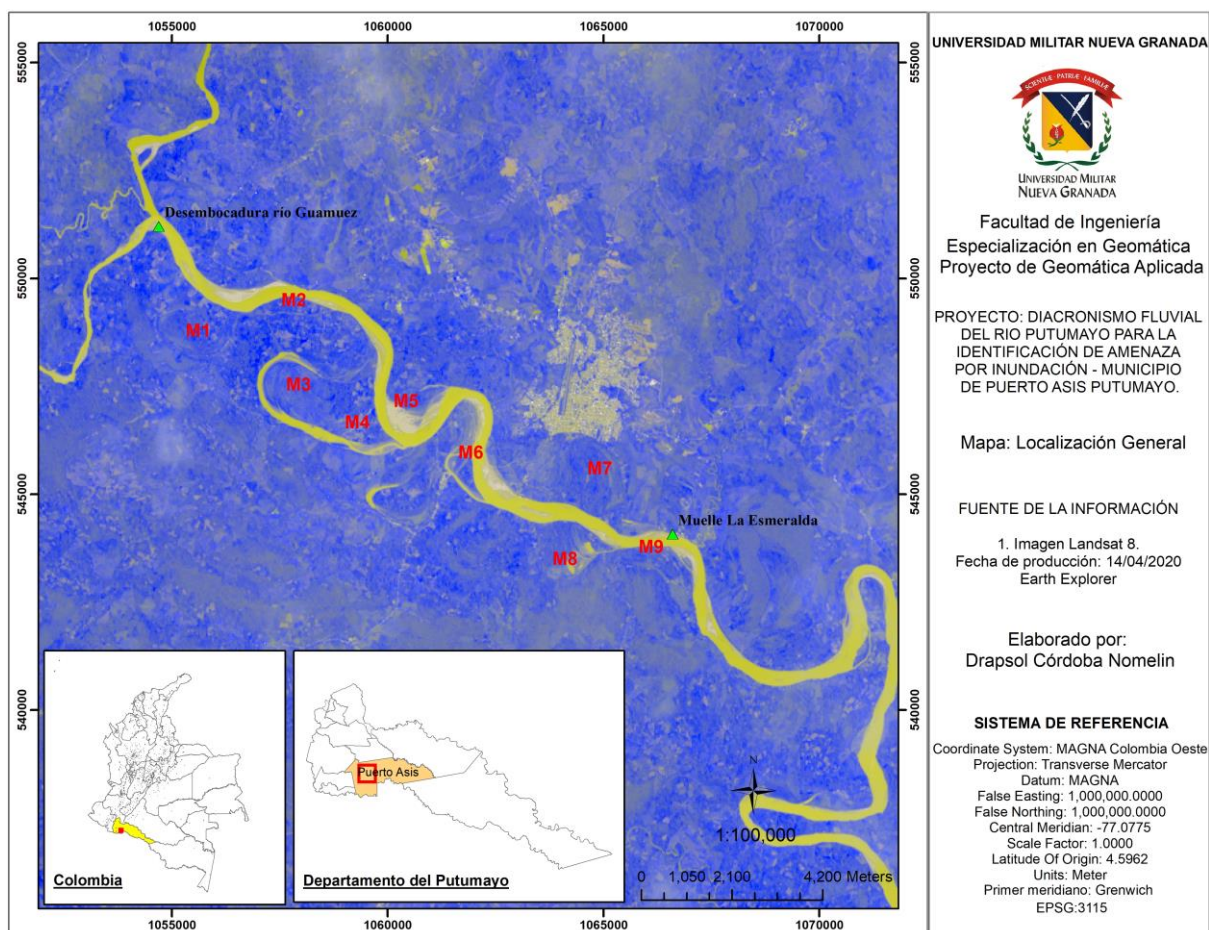 1055000 1060000 1065000 1070000
555000 555000
550000 550000
545000 545000
540000 540000
Desembocadura río Guamuez
M1
M2
M3
M4
M5
M6
M7
Muelle La Esmeralda
M8
M9
Colombia
Puerto Asis
Departamento del Putumayo
N
1:100,000
0 1,050 2,100 4,200 Meters
1055000 1060000 1065000 1070000
UNIVERSIDAD MILITAR NUEVA GRANADA
SCIENTIÆ - PATRIÆ - FAMILIÆ
UNIVERSIDAD MILITAR
NUEVA GRANADA
Facultad de Ingeniería
Especialización en Geomática
Proyecto de Geomática Aplicada
PROYECTO: DIACRONISMO FLUVIAL
DEL RIO PUTUMAYO PARA LA
IDENTIFICACIÓN DE AMENAZA
POR INUNDACIÓN - MUNICIPIO
DE PUERTO ASIS PUTUMAYO.
Mapa: Localización General
FUENTE DE LA INFORMACIÓN
1. Imagen Landsat 8.
Fecha de producción: 14/04/2020
Earth Explorer
Elaborado por:
Drapsol Córdoba Nomelin
SISTEMA DE REFERENCIA
Coordinate System: MAGNA Colombia Oeste
Projection: Transverse Mercator
Datum: MAGNA
False Easting: 1,000,000.0000
False Northing: 1,000,000.0000
Central Meridian: -77.0775
Scale Factor: 1.0000
Latitude Of Origin: 4.5962
Units: Meter
Primer meridiano: Grenwich
EPSG:3115